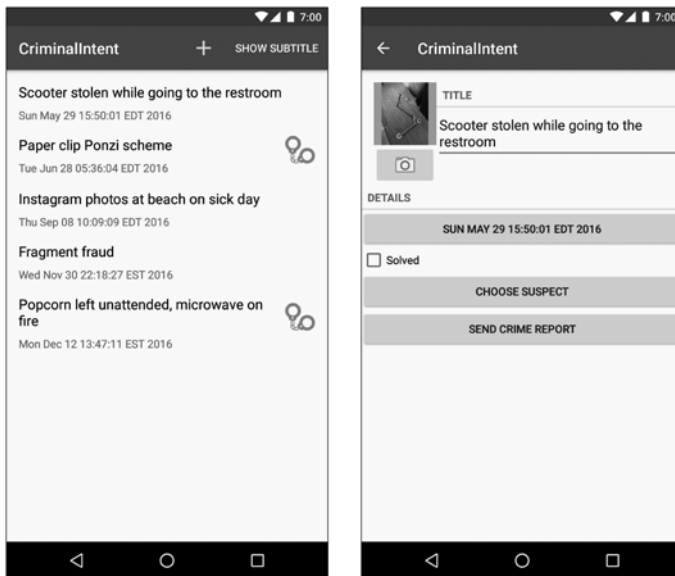 7:00
CriminalIntent + SHOW SUBTITLE
Scooter stolen while going to the restroom
Sun May 29 15:50:01 EDT 2016
Paper clip Ponzi scheme
Tue Jun 28 05:36:04 EDT 2016
Instagram photos at beach on sick day
Thu Sep 08 10:09:09 EDT 2016
Fragment fraud
Wed Nov 30 22:18:27 EST 2016
Popcorn left unattended, microwave on
fire
Mon Dec 12 13:47:11 EST 2016
7:00
CriminalIntent
TITLE
Scooter stolen while going to the
restroom
DETAILS
SUN MAY 29 15:50:01 EDT 2016
Solved
CHOOSE SUSPECT
SEND CRIME REPORT